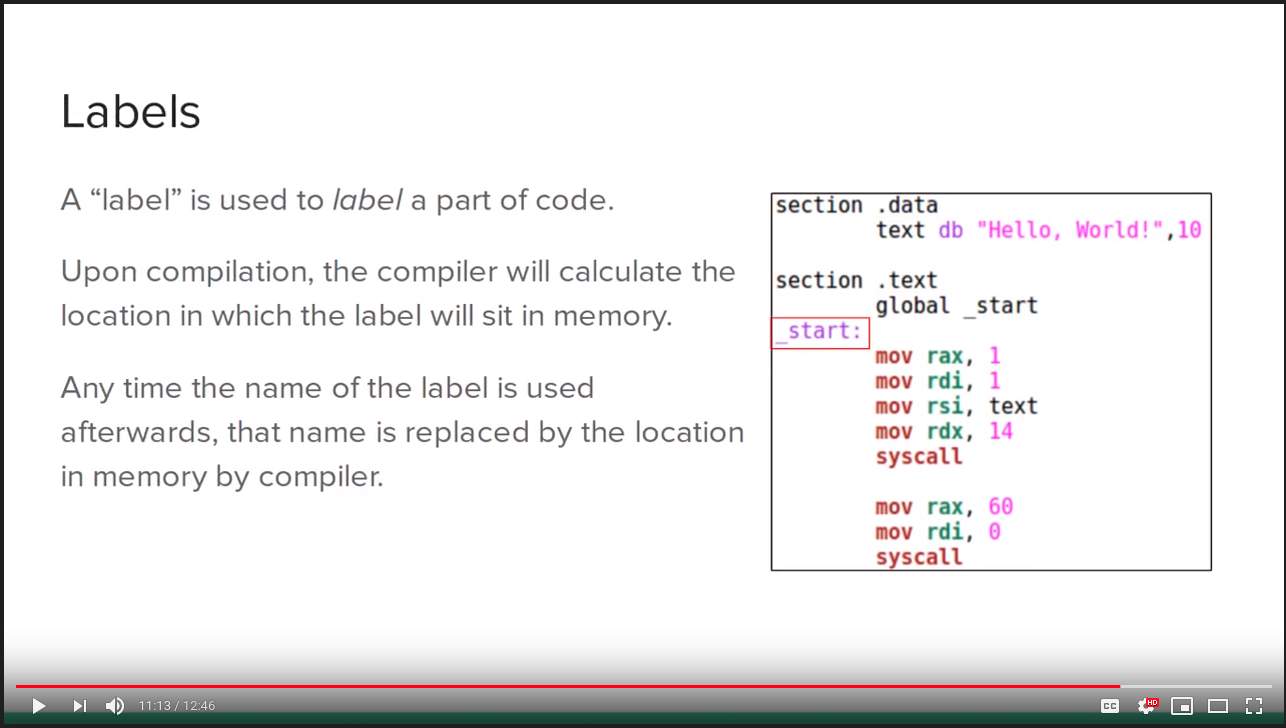 Labels
A “label” is used to label a part of code.
Upon compilation, the compiler will calculate the
location in which the label will sit in memory.
Any time the name of the label is used
afterwards, that name is replaced by the location
in memory by compiler.
section .data
text db "Hello, World!",10
section .text
global _start
_start:
mov rax, 1
mov rdi, 1
mov rsi, text
mov rdx, 14
syscall
mov rax, 60
mov rdi, 0
syscall
11:13 / 12:46
CC
HD